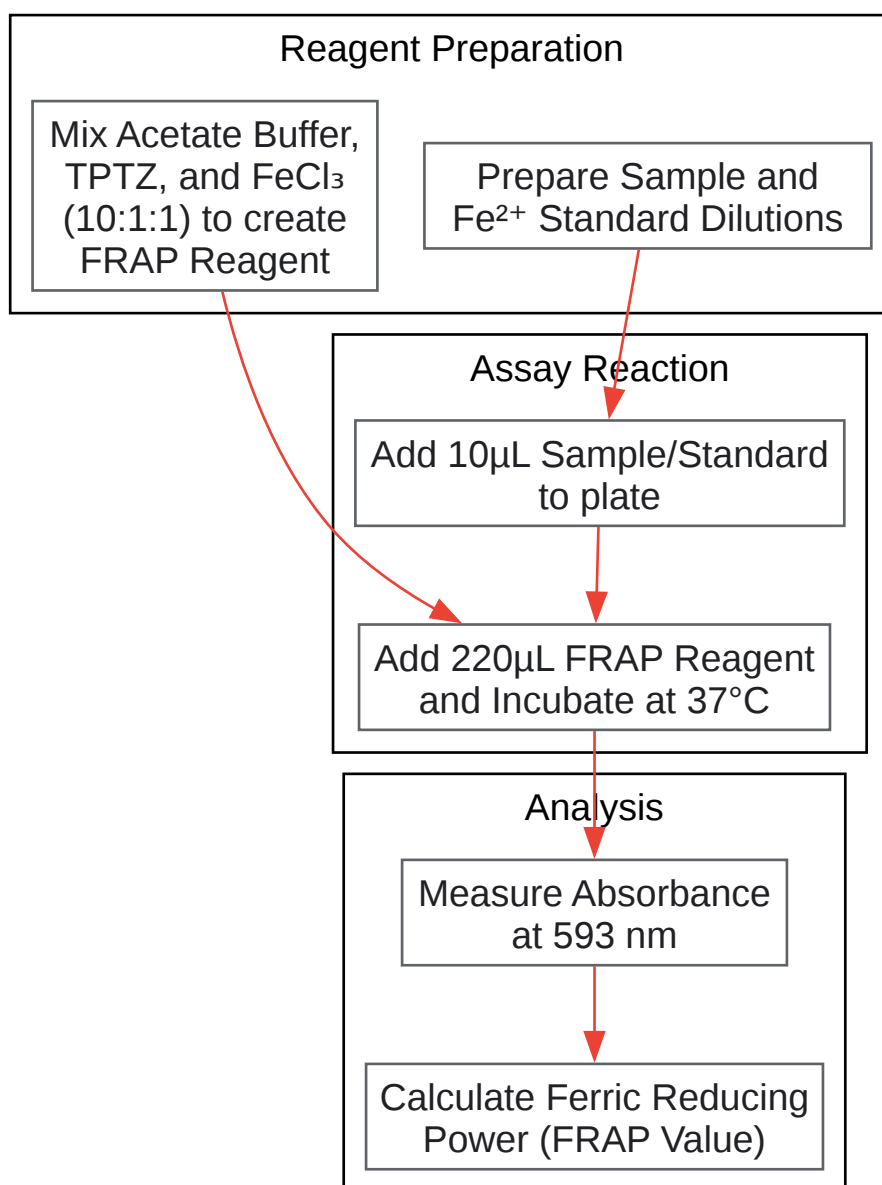 Reagent Preparation
Mix Acetate Buffer,
TPTZ, and FeCl₃
(10:1:1) to create
FRAP Reagent
Prepare Sample and
Fe²⁺ Standard Dilutions
Assay Reaction
Add 10µL Sample/Standard
to plate
Add 220µL FRAP Reagent
and Incubate at 37°C
Analysis
Measure Absorbance
at 593 nm
Calculate Ferric Reducing
Power (FRAP Value)